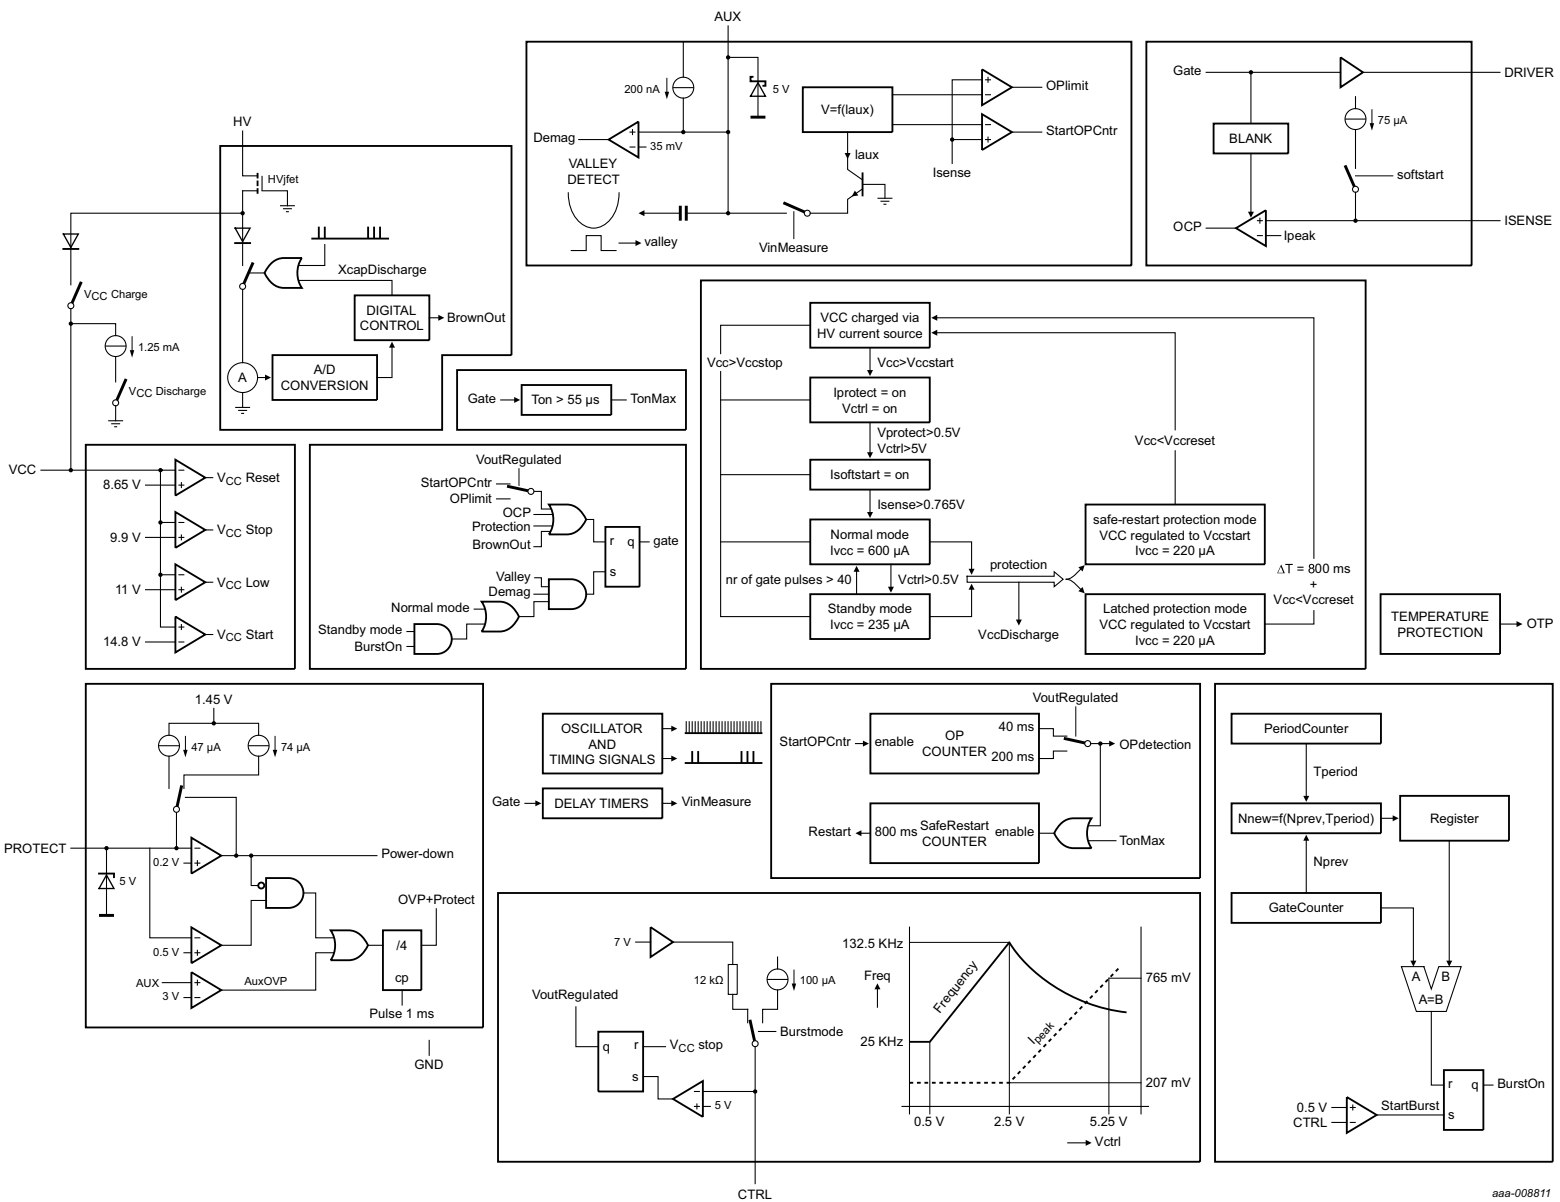 AUX
200 nA
5 V
Demag
+
−
35 mV
VALLEY
DETECT
valley
VinMeasure
V=f(Iaux)
Iaux
+
−
OPlimit
−
+
StartOPCntr
Isense
Gate
DRIVER
BLANK
75 μA
softstart
ISENSE
OCP
+
−
Ipeak
HV
HVjfet
XcapDischarge
DIGITAL
CONTROL
BrownOut
A
A/D
CONVERSION
VCC Charge
1.25 mA
VCC Discharge
Gate
Ton > 55 μs
TonMax
VCC charged via
HV current source
Vcc>Vccstop
Vcc>Vccstart
Iprotect = on
Vctrl = on
Vprotect>0.5V
Vctrl>5V
Isoftstart = on
Isense>0.765V
Normal mode
Ivcc = 600 μA
nr of gate pulses > 40
Vctrl>0.5V
Standby mode
Ivcc = 235 μA
protection
VccDischarge
Vcc<Vccreset
safe-restart protection mode
VCC regulated to Vccstart
Ivcc = 220 μA
Latched protection mode
VCC regulated to Vccstart
Ivcc = 220 μA
ΔT = 800 ms
+
Vcc<Vccreset
TEMPERATURE
PROTECTION
OTP
VCC
−
+
8.65 V
VCC Reset
−
+
9.9 V
VCC Stop
−
+
11 V
VCC Low
+
−
14.8 V
VCC Start
VoutRegulated
StartOPCntr
OPlimit
OCP
Protection
BrownOut
r
q
s
gate
Valley
Demag
Normal mode
Standby mode
BurstOn
1.45 V
47 μA
74 μA
PROTECT
−
+
0.2 V
Power-down
5 V
−
+
0.5 V
AUX
+
−
3 V
AuxOVP
OVP+Protect
/4
cp
Pulse 1 ms
GND
OSCILLATOR
AND
TIMING SIGNALS
Gate
DELAY TIMERS
VinMeasure
VoutRegulated
StartOPCntr
enable
OP
COUNTER
40 ms
200 ms
OPdetection
Restart
800 ms
SafeRestart
COUNTER
enable
TonMax
7 V
12 kΩ
100 μA
VoutRegulated
Burstmode
q
r
s
VCC stop
−
+
5 V
CTRL
132.5 KHz
Freq
25 KHz
Frequency
Ipeak
765 mV
207 mV
0.5 V
2.5 V
5.25 V
Vctrl
PeriodCounter
Tperiod
Nnew=f(Nprev,Tperiod)
Register
Nprev
GateCounter
A
B
A=B
r
q
s
BurstOn
0.5 V
CTRL
+
−
StartBurst
aaa-008811